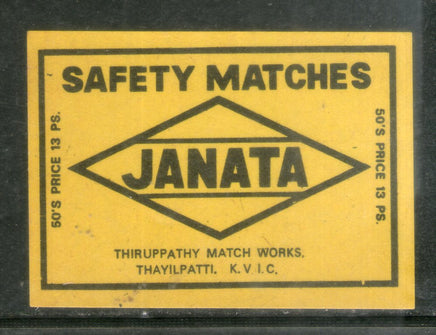 SAFETY MATCHES
50'S PRICE 13 PS.
JANATA
50'S PRICE 13 PS.
THIRUPPATHY MATCH WORKS.
THAYILPATTI. K.V.I.C.